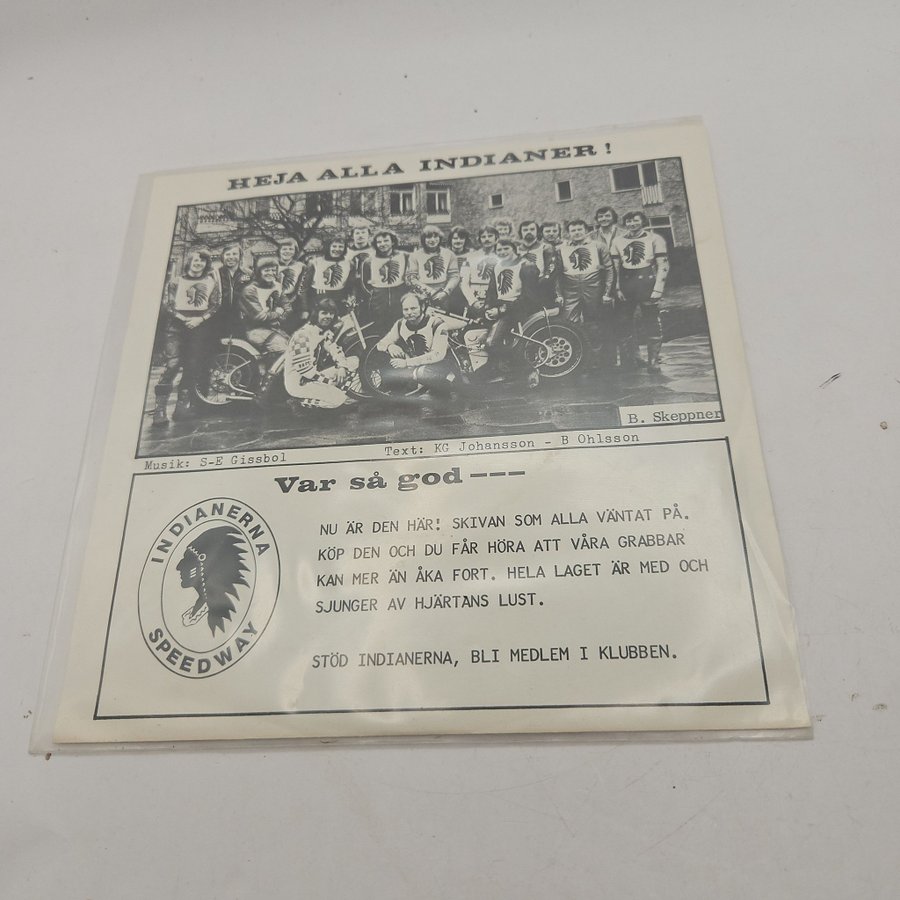 HEJA ALLA INDIANER!
B. Skeppner
Musik: S-E Gissbol
Text: KG Johansson - B Ohlsson
Var så god ---
INDIANERNA
SPEEDWAY
NU ÄR DEN HÄR! SKIVAN SOM ALLA VÄNTAT PÅ.
KÖP DEN OCH DU FÅR HÖRA ATT VÅRA GRABBAR
KAN MER ÄN ÅKA FORT. HELA LAGET ÄR MED OCH
SJUNGER AV HJÄRTANS LUST.
STÖD INDIANERNA, BLI MEDLEM I KLUBBEN.